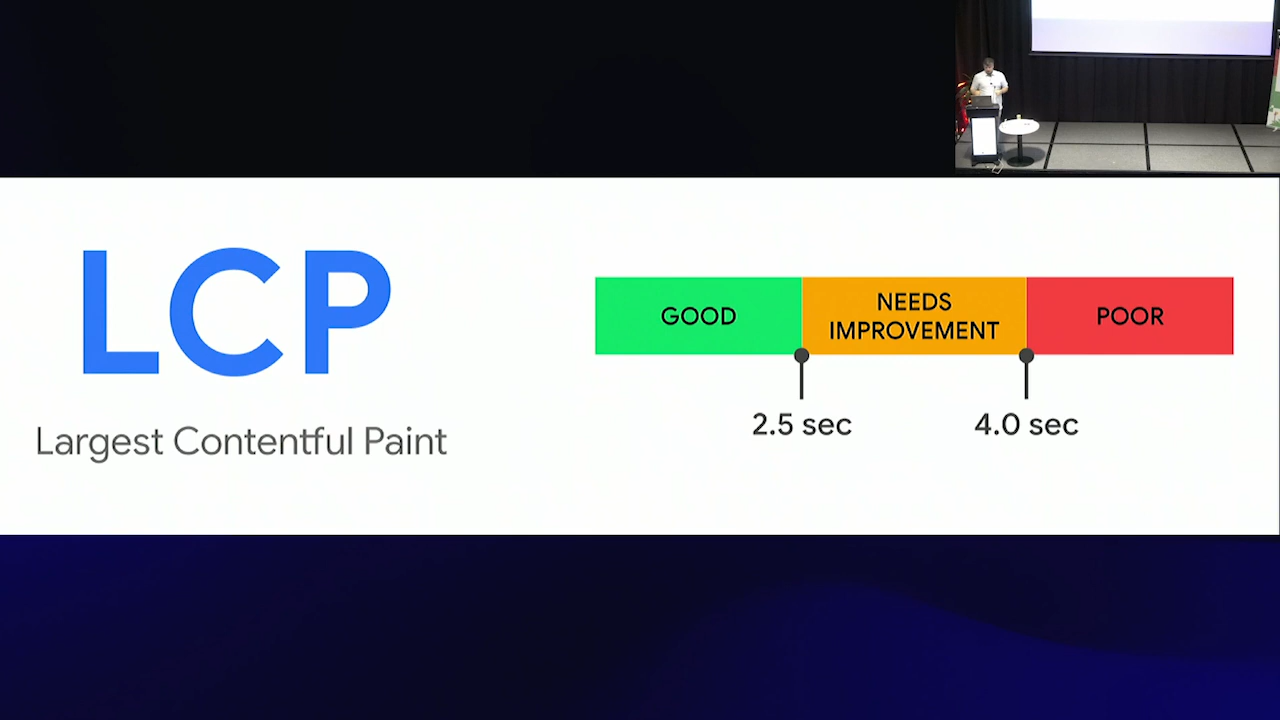 LCP
Largest Contentful Paint
GOOD
NEEDS
IMPROVEMENT
POOR
2.5 sec
4.0 sec